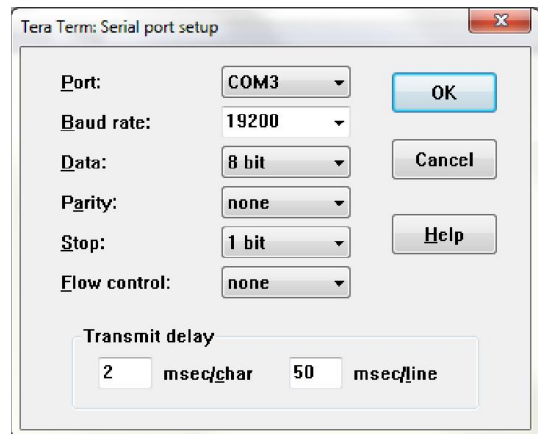 Tera Term: Serial port setup
Port: COM3 OK
Baud rate: 19200
Data: 8 bit Cancel
Parity: none
Stop: 1 bit Help
Flow control: none
Transmit delay
2 msec/char 50 msec/line